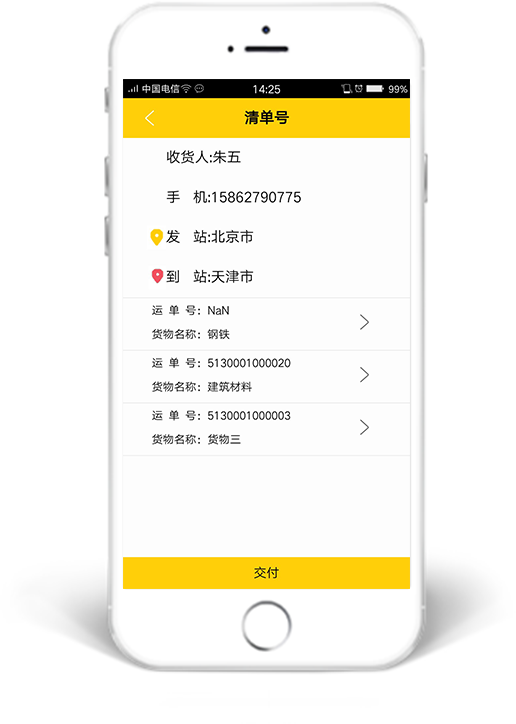 中国电信 14:25 99%
清单号
收货人:朱五
手 机:15862790775
发 站:北京市
到 站:天津市
运 单 号: NaN
货物名称: 钢铁
运 单 号: 5130001000020
货物名称: 建筑材料
运 单 号: 5130001000003
货物名称: 货物三
交付